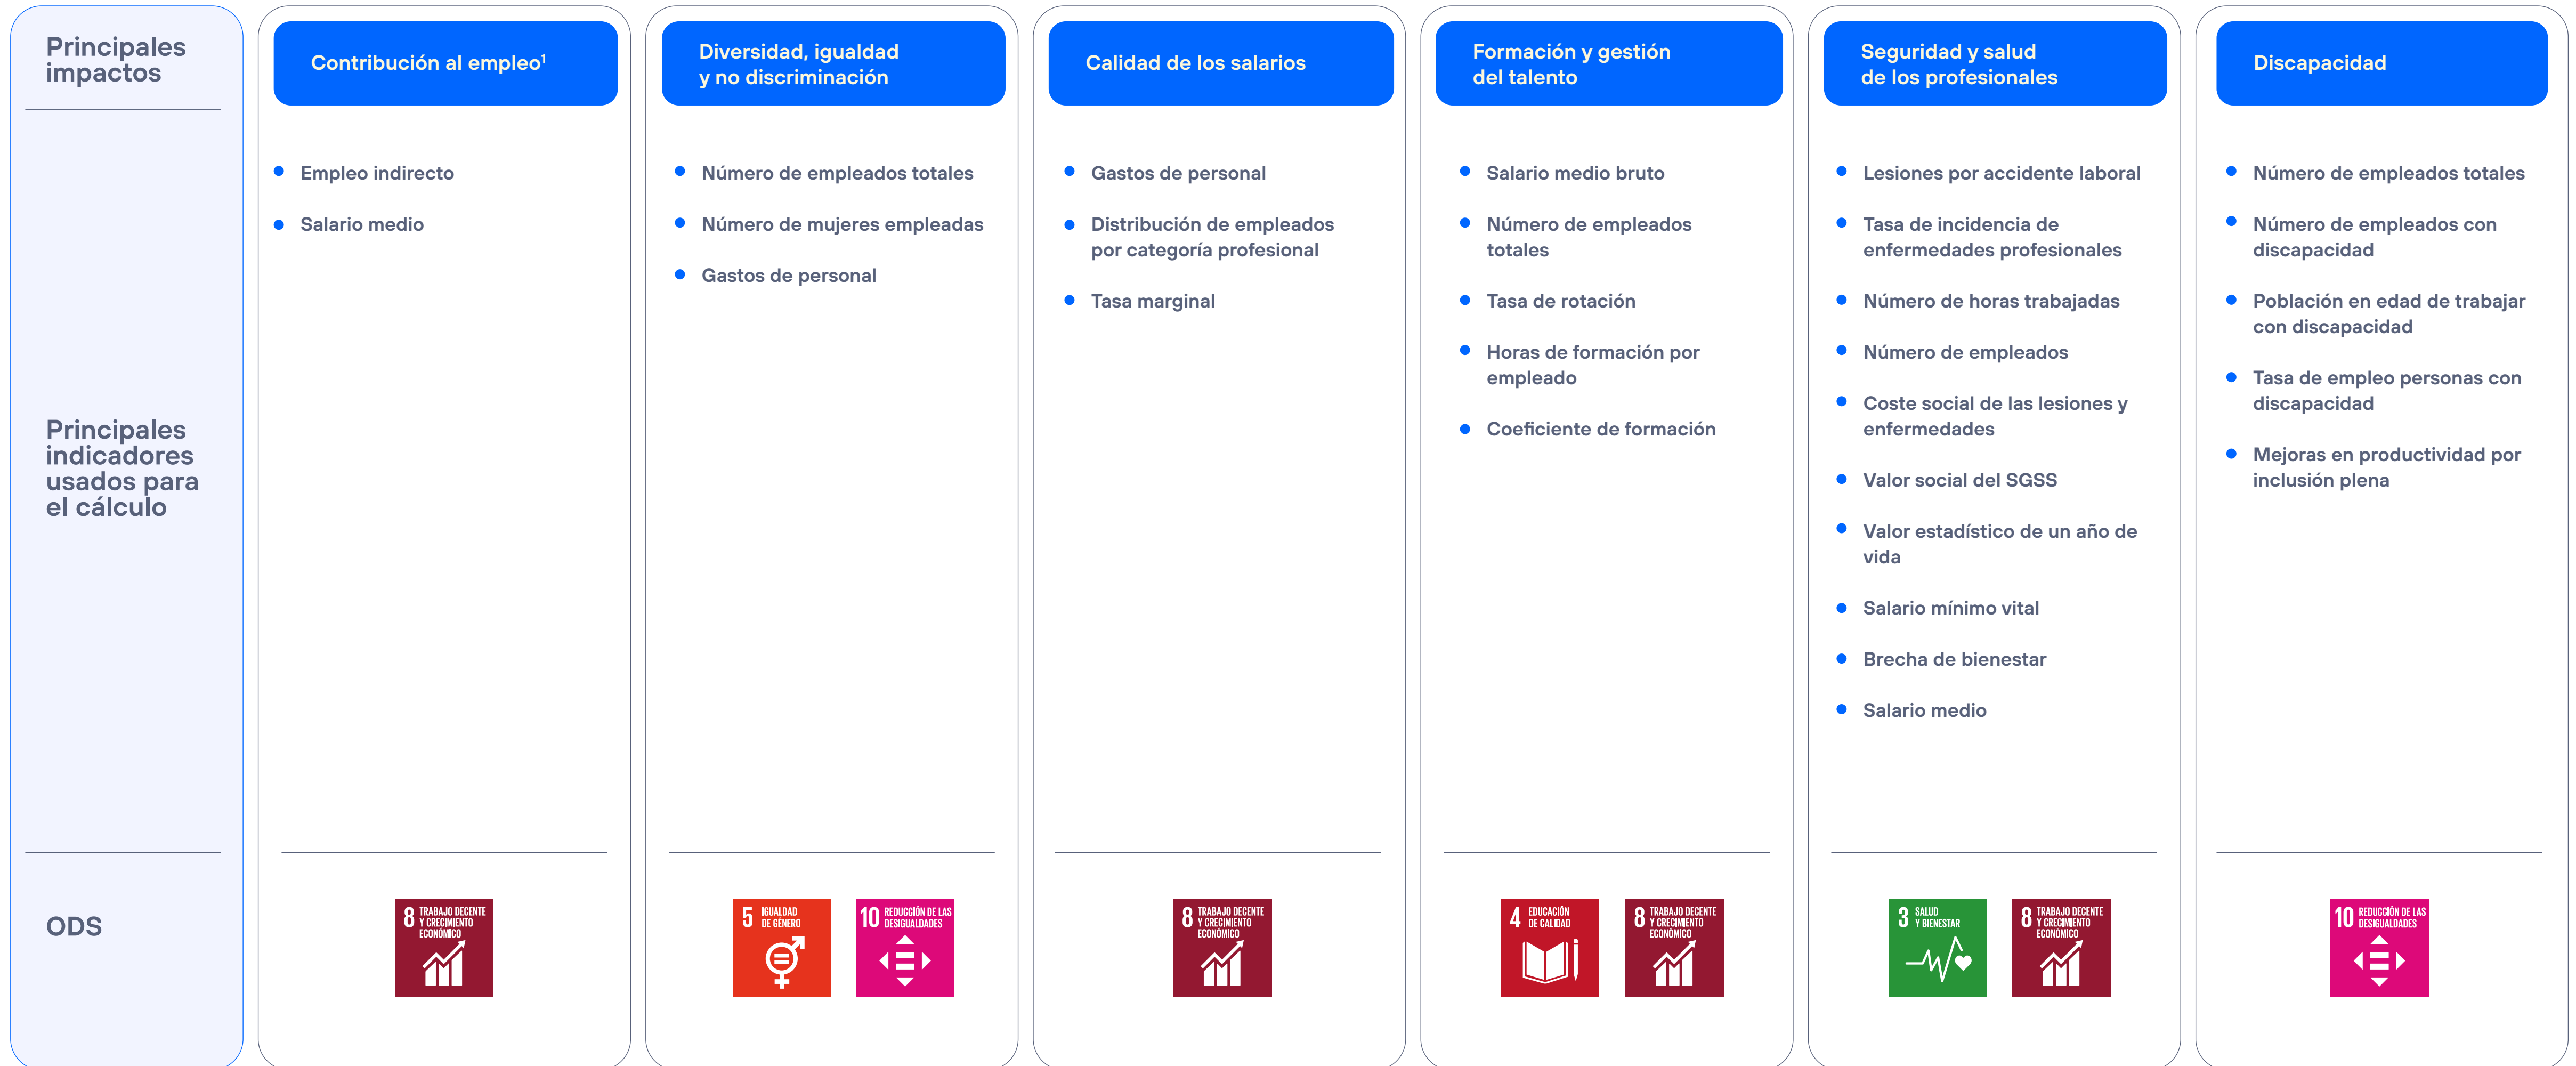 Principales
impactos
Contribución al empleo¹
Diversidad, igualdad
y no discriminación
Calidad de los salarios
Formación y gestión
del talento
Seguridad y salud
de los profesionales
Discapacidad
Principales
indicadores
usados para
el cálculo
Empleo indirecto
Salario medio
Número de empleados totales
Número de mujeres empleadas
Gastos de personal
Gastos de personal
Distribución de empleados
por categoría profesional
Tasa marginal
Salario medio bruto
Número de empleados
totales
Tasa de rotación
Horas de formación por
empleado
Coeficiente de formación
Lesiones por accidente laboral
Tasa de incidencia de
enfermedades profesionales
Número de horas trabajadas
Número de empleados
Coste social de las lesiones y
enfermedades
Valor social del SGSS
Valor estadístico de un año de
vida
Salario mínimo vital
Brecha de bienestar
Salario medio
Número de empleados totales
Número de empleados con
discapacidad
Población en edad de trabajar
con discapacidad
Tasa de empleo personas con
discapacidad
Mejoras en productividad por
inclusión plena
ODS
8 TRABAJO DECENTE
Y CRECIMIENTO
ECONÓMICO
5 IGUALDAD
DE GÉNERO
10 REDUCCIÓN DE LAS
DESIGUALDADES
8 TRABAJO DECENTE
Y CRECIMIENTO
ECONÓMICO
4 EDUCACIÓN
DE CALIDAD
8 TRABAJO DECENTE
Y CRECIMIENTO
ECONÓMICO
3 SALUD
Y BIENESTAR
8 TRABAJO DECENTE
Y CRECIMIENTO
ECONÓMICO
10 REDUCCIÓN DE LAS
DESIGUALDADES